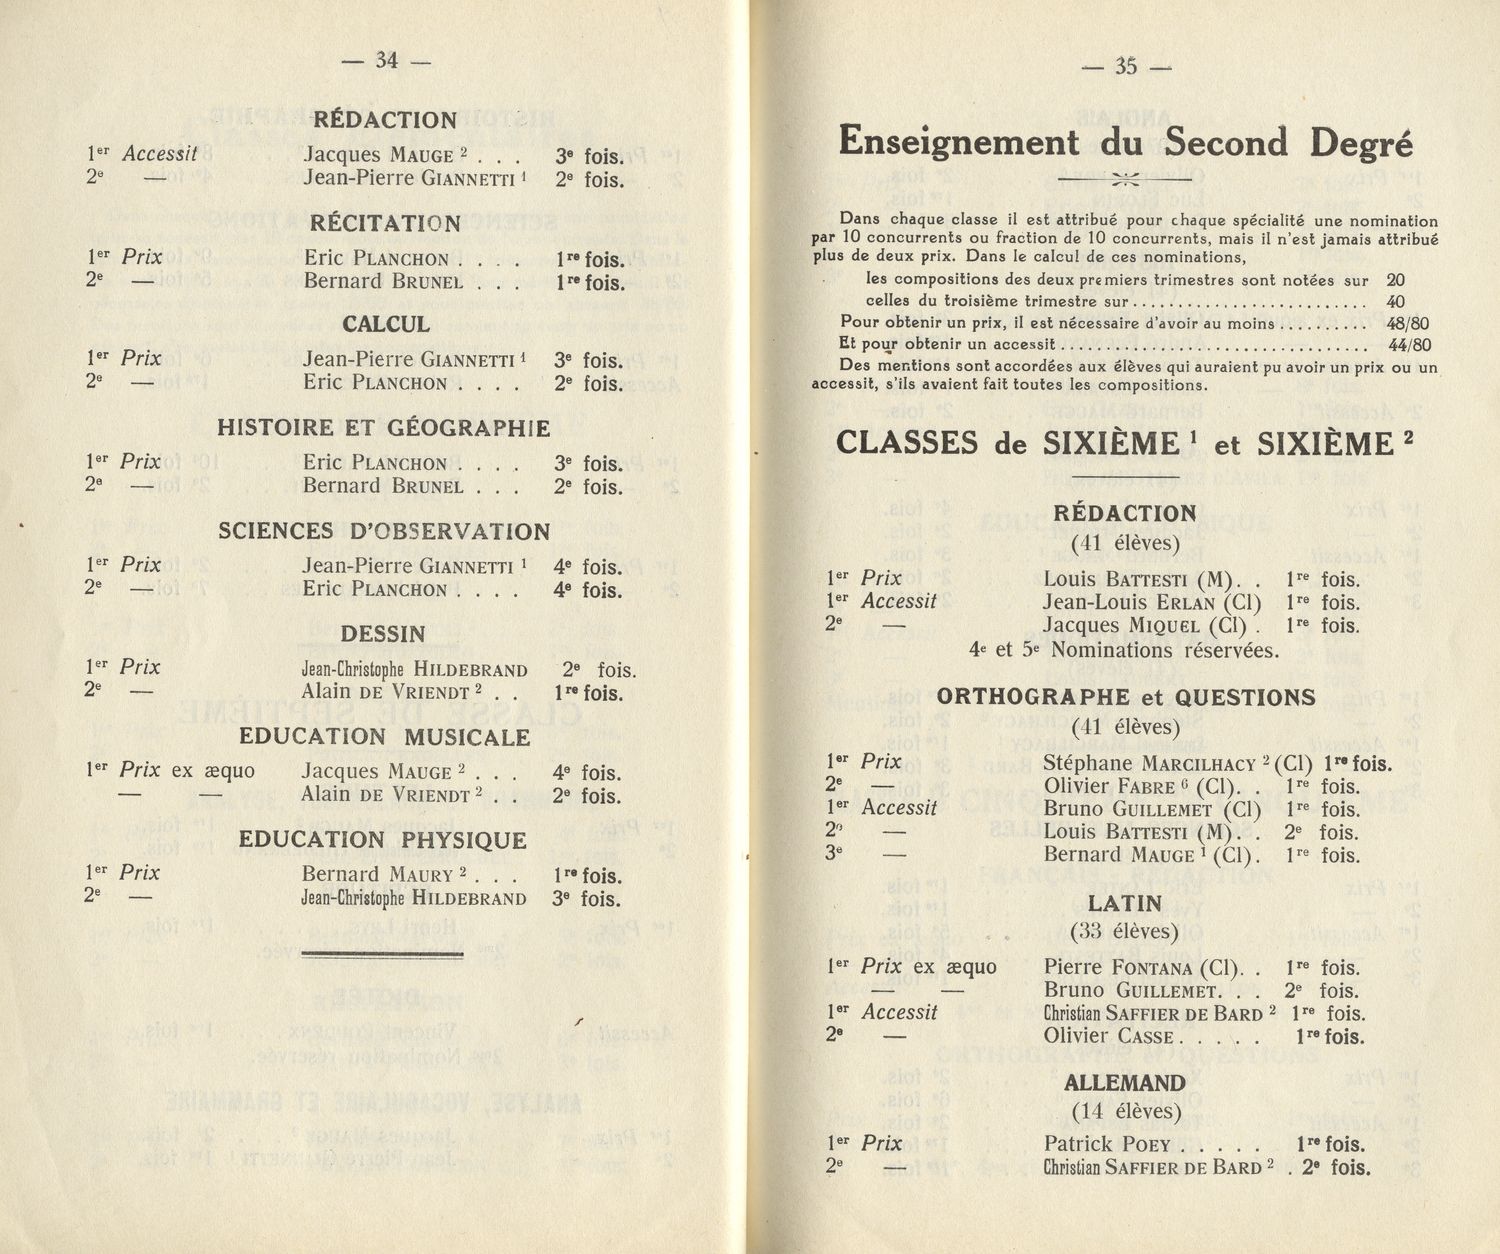 — 34 —
RÉDACTION
1er Accessit Jacques MAUGE 2 . . . 3e fois.
2e — Jean-Pierre GIANNETTI 1 2e fois.
RÉCITATION
1er Prix Eric PLANCHON . . . . 1re fois.
2e — Bernard BRUNEL . . . 1re fois.
CALCUL
1er Prix Jean-Pierre GIANNETTI 1 3e fois.
2e — Eric PLANCHON . . . . 2e fois.
HISTOIRE ET GÉOGRAPHIE
1er Prix Eric PLANCHON . . . . 3e fois.
2e — Bernard BRUNEL . . . 2e fois.
SCIENCES D'OBSERVATION
1er Prix Jean-Pierre GIANNETTI 1 4e fois.
2e — Eric PLANCHON . . . . 4e fois.
DESSIN
1er Prix Jean-Christophe HILDEBRAND 2e fois.
2e — Alain DE VRIENDT 2 . . 1re fois.
EDUCATION MUSICALE
1er Prix ex æquo Jacques MAUGE 2 . . . 4e fois.
— — Alain DE VRIENDT 2 . . 2e fois.
EDUCATION PHYSIQUE
1er Prix Bernard MAURY 2 . . . 1re fois.
2e — Jean-Christophe HILDEBRAND 3e fois.
— 35 —
Enseignement du Second Degré
Dans chaque classe il est attribué pour chaque spécialité une nomination
par 10 concurrents ou fraction de 10 concurrents, mais il n'est jamais attribué
plus de deux prix. Dans le calcul de ces nominations,
les compositions des deux premiers trimestres sont notées sur 20
celles du troisième trimestre sur . . . . . . . . . . . . . . . . . . . . . . . . . . 40
Pour obtenir un prix, il est nécessaire d'avoir au moins . . . . . . . . . . 48/80
Et pour obtenir un accessit . . . . . . . . . . . . . . . . . . . . . . . . . . . . . . . 44/80
Des mentions sont accordées aux élèves qui auraient pu avoir un prix ou un
accessit, s'ils avaient fait toutes les compositions.
CLASSES de SIXIÈME 1 et SIXIÈME 2
RÉDACTION
(41 élèves)
1er Prix Louis BATTESTI (M). . 1re fois.
1er Accessit Jean-Louis ERLAN (Cl) 1re fois.
2e — Jacques MIQUEL (Cl) . 1re fois.
4e et 5e Nominations réservées.
ORTHOGRAPHE et QUESTIONS
(41 élèves)
1er Prix Stéphane MARCILHACY 2 (Cl) 1re fois.
2e — Olivier FABRE 6 (Cl). . 1re fois.
1er Accessit Bruno GUILLEMET (Cl) 1re fois.
2e — Louis BATTESTI (M). . 2e fois.
3e — Bernard MAUGE 1 (Cl). 1re fois.
LATIN
(33 élèves)
1er Prix ex æquo Pierre FONTANA (Cl). . 1re fois.
— — Bruno GUILLEMET. . . 2e fois.
1er Accessit Christian SAFFIER DE BARD 2 1re fois.
2e — Olivier CASSE . . . . . 1re fois.
ALLEMAND
(14 élèves)
1er Prix Patrick POEY . . . . . 1re fois.
2e — Christian SAFFIER DE BARD 2 . 2e fois.